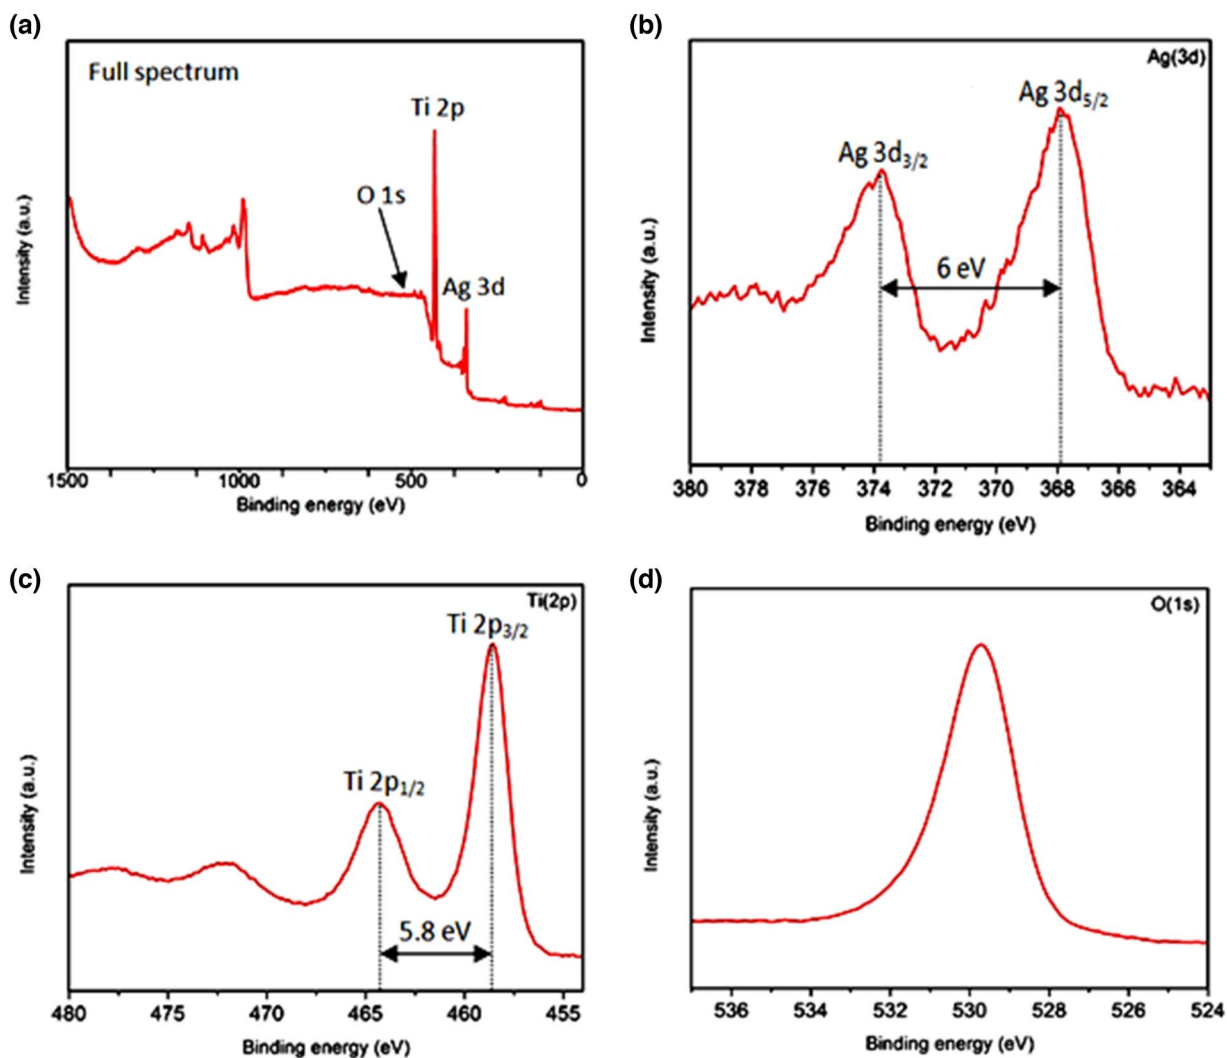 (a)
Full spectrum
Ti 2p
O 1s
Ag 3d
Intensity (a.u.)
1500 1000 500 0
Binding energy (eV)
(b)
Ag(3d)
Ag 3d5/2
Ag 3d3/2
6 eV
Intensity (a.u.)
380 378 376 374 372 370 368 366 364
Binding energy (eV)
(c)
Ti(2p)
Ti 2p3/2
Ti 2p1/2
5.8 eV
Intensity (a.u.)
480 475 470 465 460 455
Binding energy (eV)
(d)
O(1s)
Intensity (a.u.)
536 534 532 530 528 526 524
Binding energy (eV)